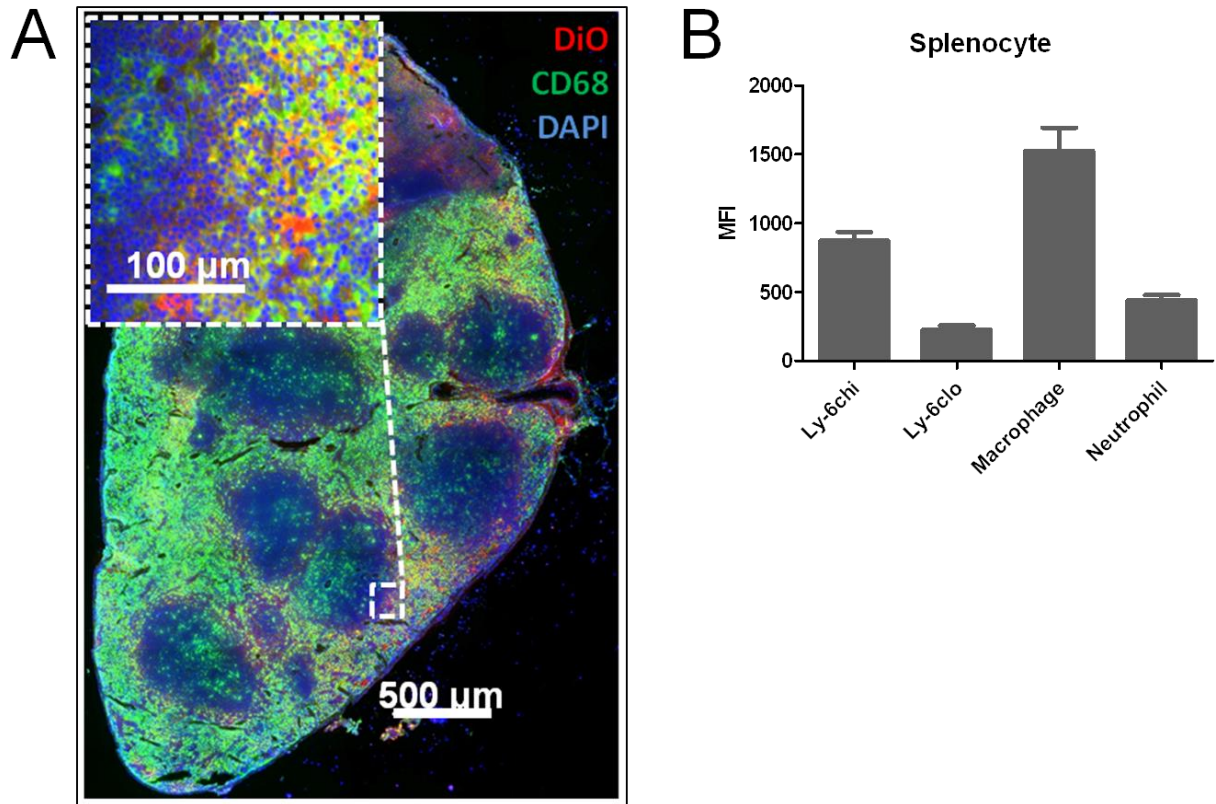 A
DiO
CD68
DAPI
100 µm
500 µm
B
Splenocyte
2000
1500
1000
500
0
MFI
Ly-6chi
Ly-6clo
Macrophage
Neutrophil